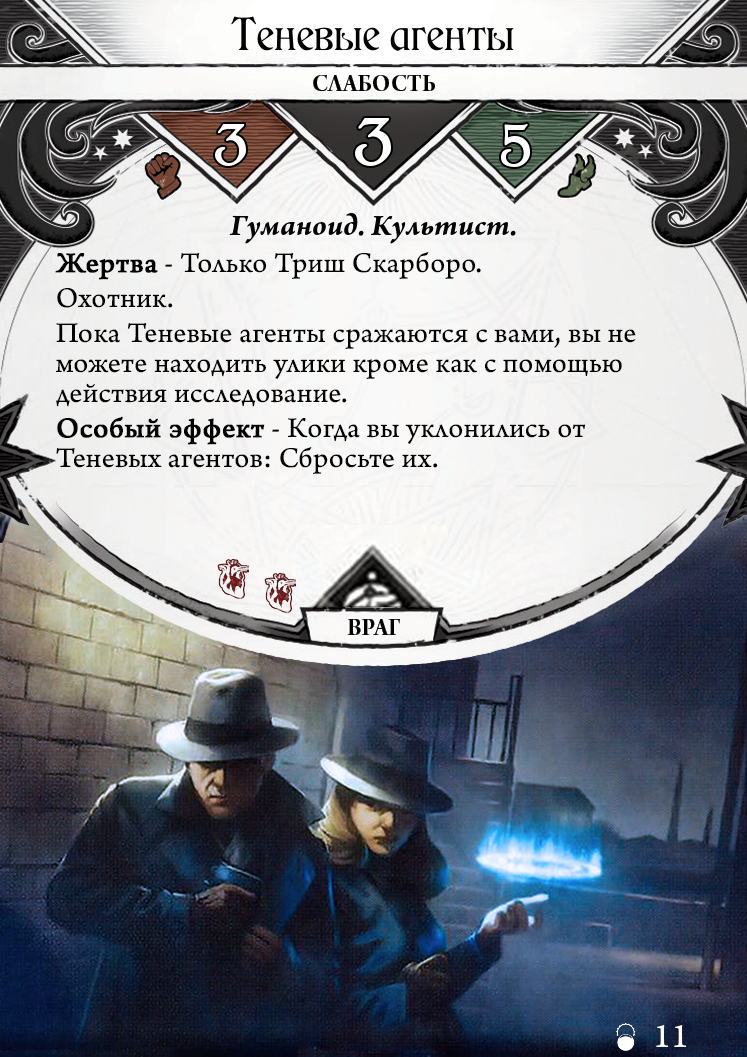 Теневые агенты
СЛАБОСТЬ
3 3 5
Гуманоид. Культист.
Жертва - Только Триш Скарборо.
Охотник.
Пока Теневые агенты сражаются с вами, вы не
можете находить улики кроме как с помощью
действия исследование.
Особый эффект - Когда вы уклонились от
Теневых агентов: Сбросьте их.
ВРАГ
11